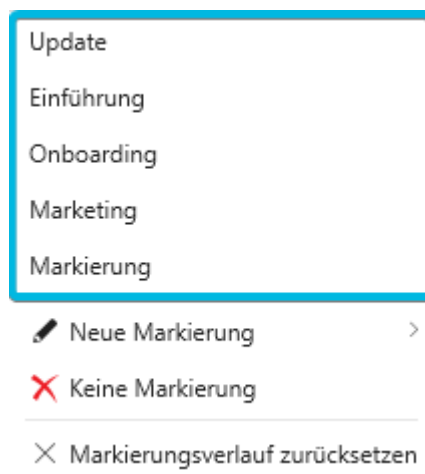 Update
Einführung
Onboarding
Marketing
Markierung
Neue Markierung
Keine Markierung
Markierungsverlauf zurücksetzen